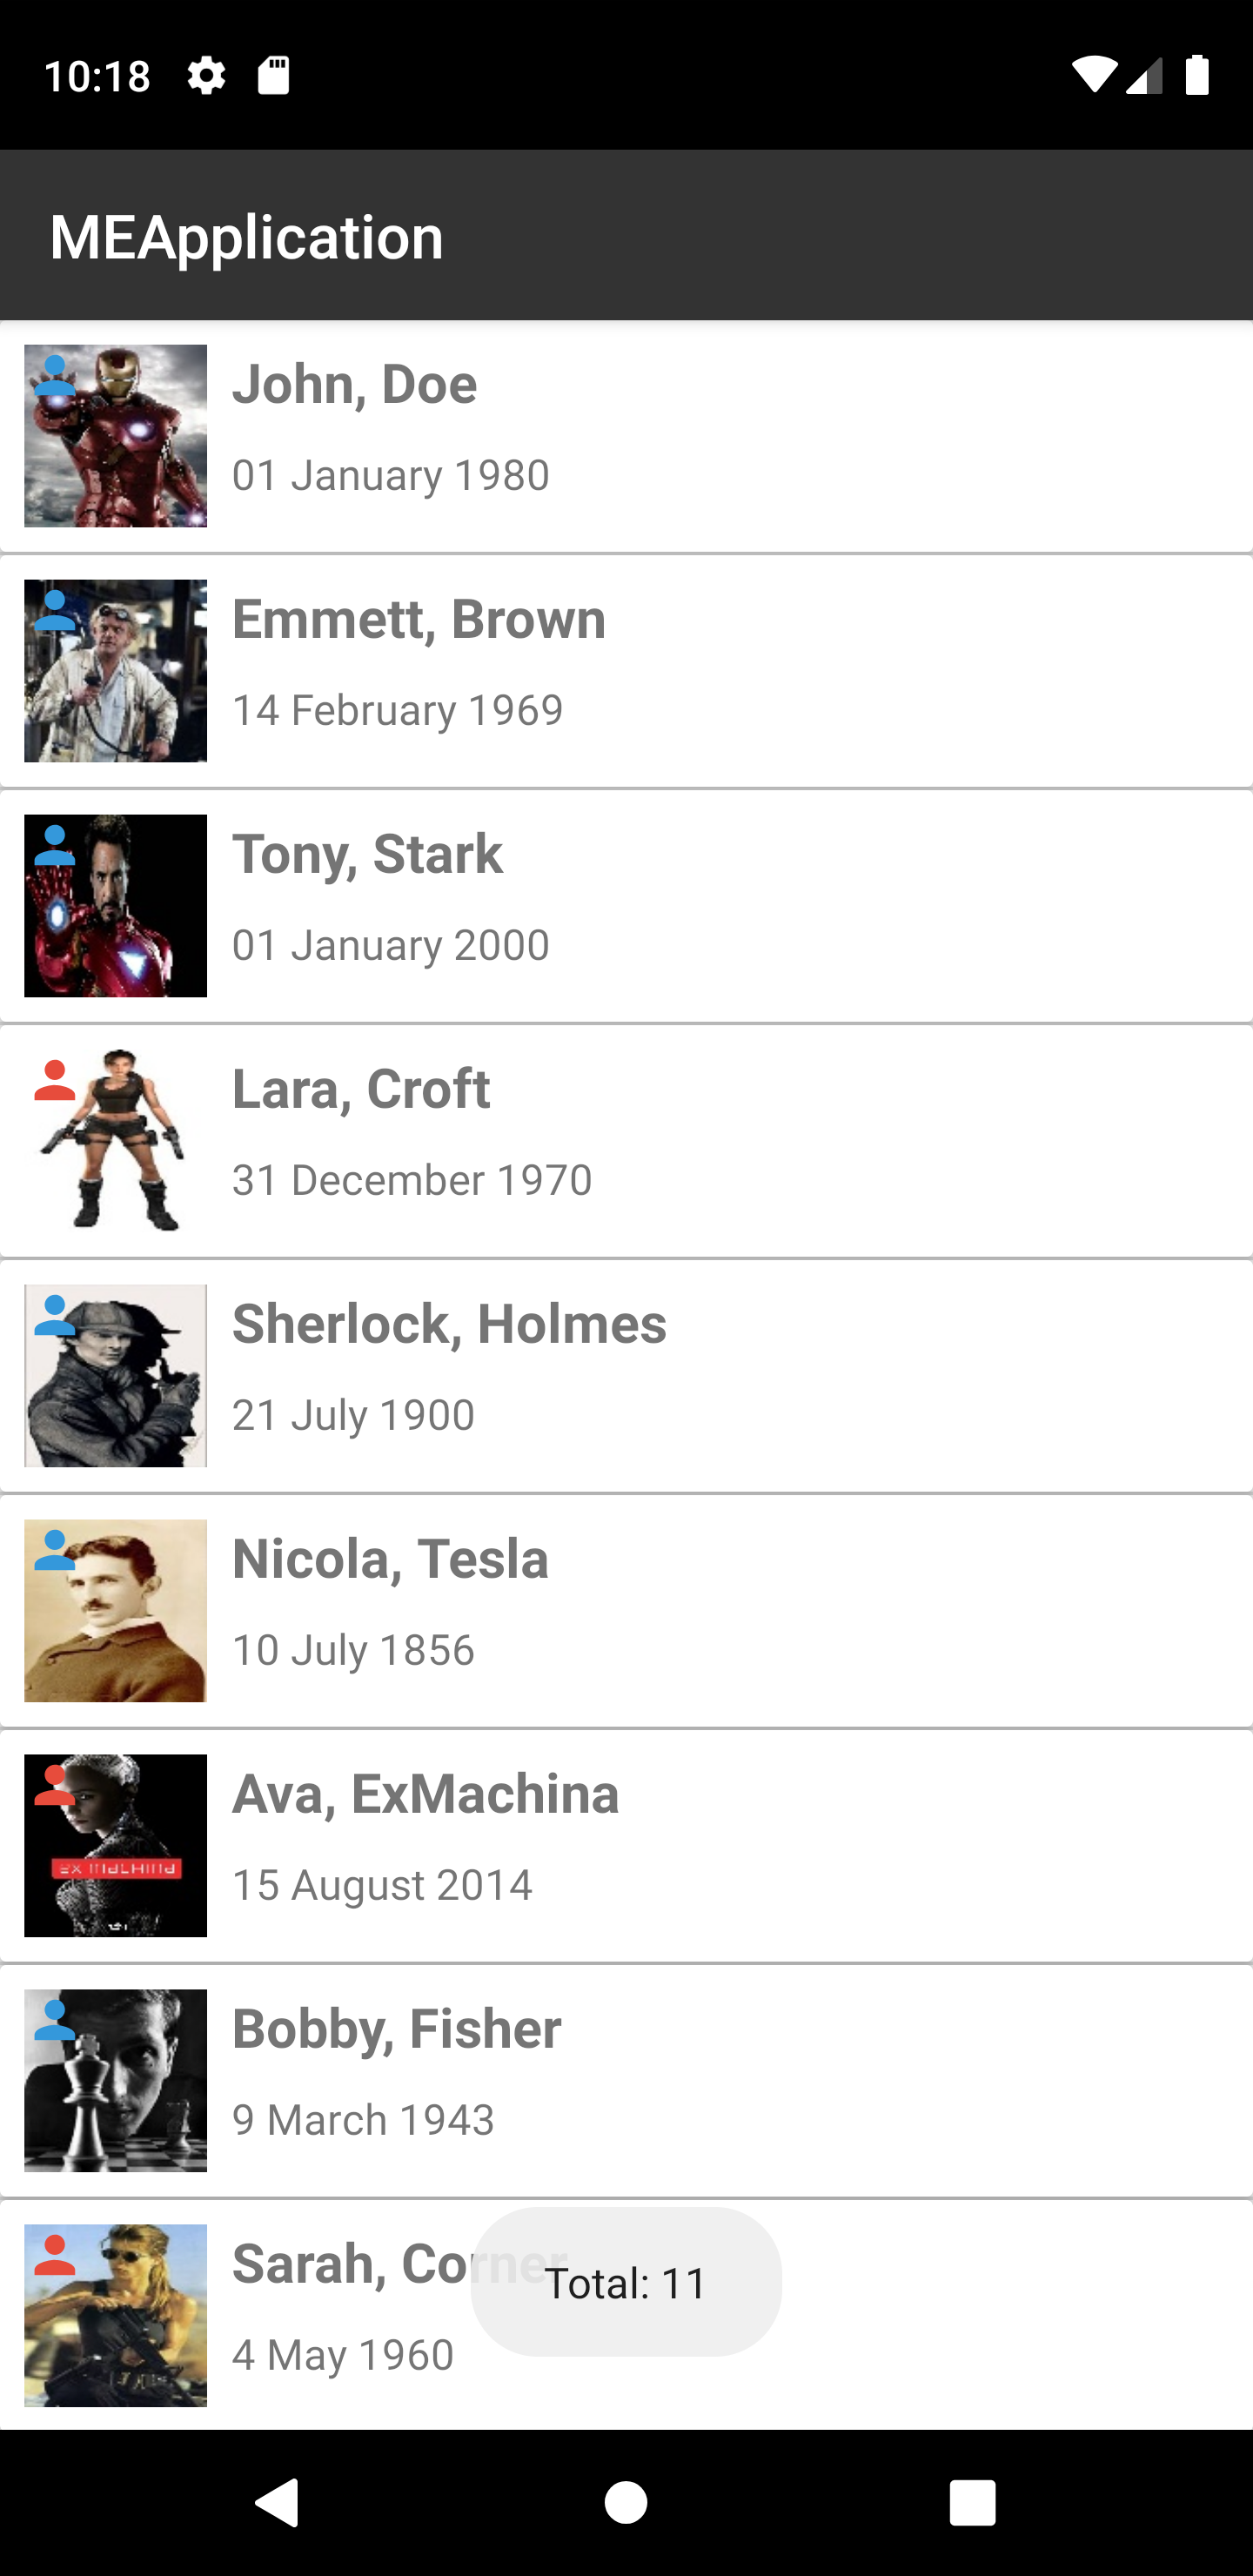 10:18
MEApplication
John, Doe
01 January 1980
Emmett, Brown
14 February 1969
Tony, Stark
01 January 2000
Lara, Croft
31 December 1970
Sherlock, Holmes
21 July 1900
Nicola, Tesla
10 July 1856
Ava, ExMachina
ex machina
15 August 2014
Bobby, Fisher
9 March 1943
Sarah, Corner
Total: 11
4 May 1960